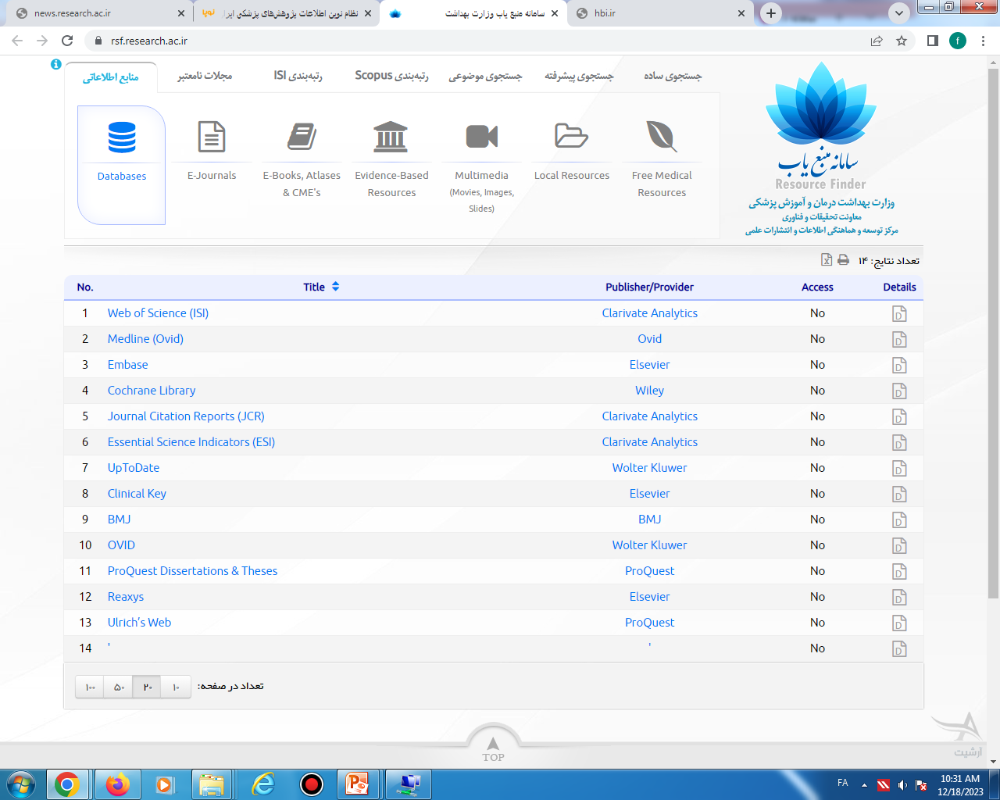 news.research.ac.ir
نظام نوین اطلاعات پژوهش‌های پزشکی ایرا
نوپا
سامانه منبع یاب وزارت بهداشت
hbi.ir
rsf.research.ac.ir
f
منابع اطلاعاتی
مجلات نامعتبر
رتبه‌بندی ISI
رتبه‌بندی Scopus
جستجوی موضوعی
جستجوی پیشرفته
جستجوی ساده
Databases
E-Journals
E-Books, Atlases & CME's
Evidence-Based Resources
Multimedia
(Movies, Images, Slides)
Local Resources
Free Medical Resources
سامانه منبع یاب
Resource Finder
وزارت بهداشت درمان و آموزش پزشکی
معاونت تحقیقات و فناوری
مرکز توسعه و هماهنگی اطلاعات و انتشارات علمی
تعداد نتایج: ۱۴
No. Title Publisher/Provider Access Details
1 Web of Science (ISI) Clarivate Analytics No D
2 Medline (Ovid) Ovid No D
3 Embase Elsevier No D
4 Cochrane Library Wiley No D
5 Journal Citation Reports (JCR) Clarivate Analytics No D
6 Essential Science Indicators (ESI) Clarivate Analytics No D
7 UpToDate Wolter Kluwer No D
8 Clinical Key Elsevier No D
9 BMJ BMJ No D
10 OVID Wolter Kluwer No D
11 ProQuest Dissertations & Theses ProQuest No D
12 Reaxys Elsevier No D
13 Ulrich's Web ProQuest No D
14 ' ' No D
تعداد در صفحه: ۱۰ ۲۰ ۵۰ ۱۰۰
TOP
آرشیت
FA
10:31 AM
12/18/2023